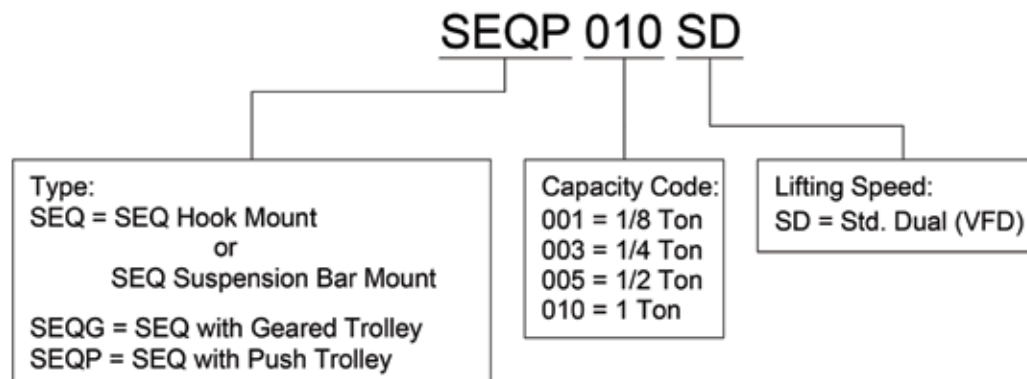 SEQP 010 SD
Type:
SEQ = SEQ Hook Mount
or
SEQ Suspension Bar Mount
SEQG = SEQ with Geared Trolley
SEQP = SEQ with Push Trolley
Capacity Code:
001 = 1/8 Ton
003 = 1/4 Ton
005 = 1/2 Ton
010 = 1 Ton
Lifting Speed:
SD = Std. Dual (VFD)